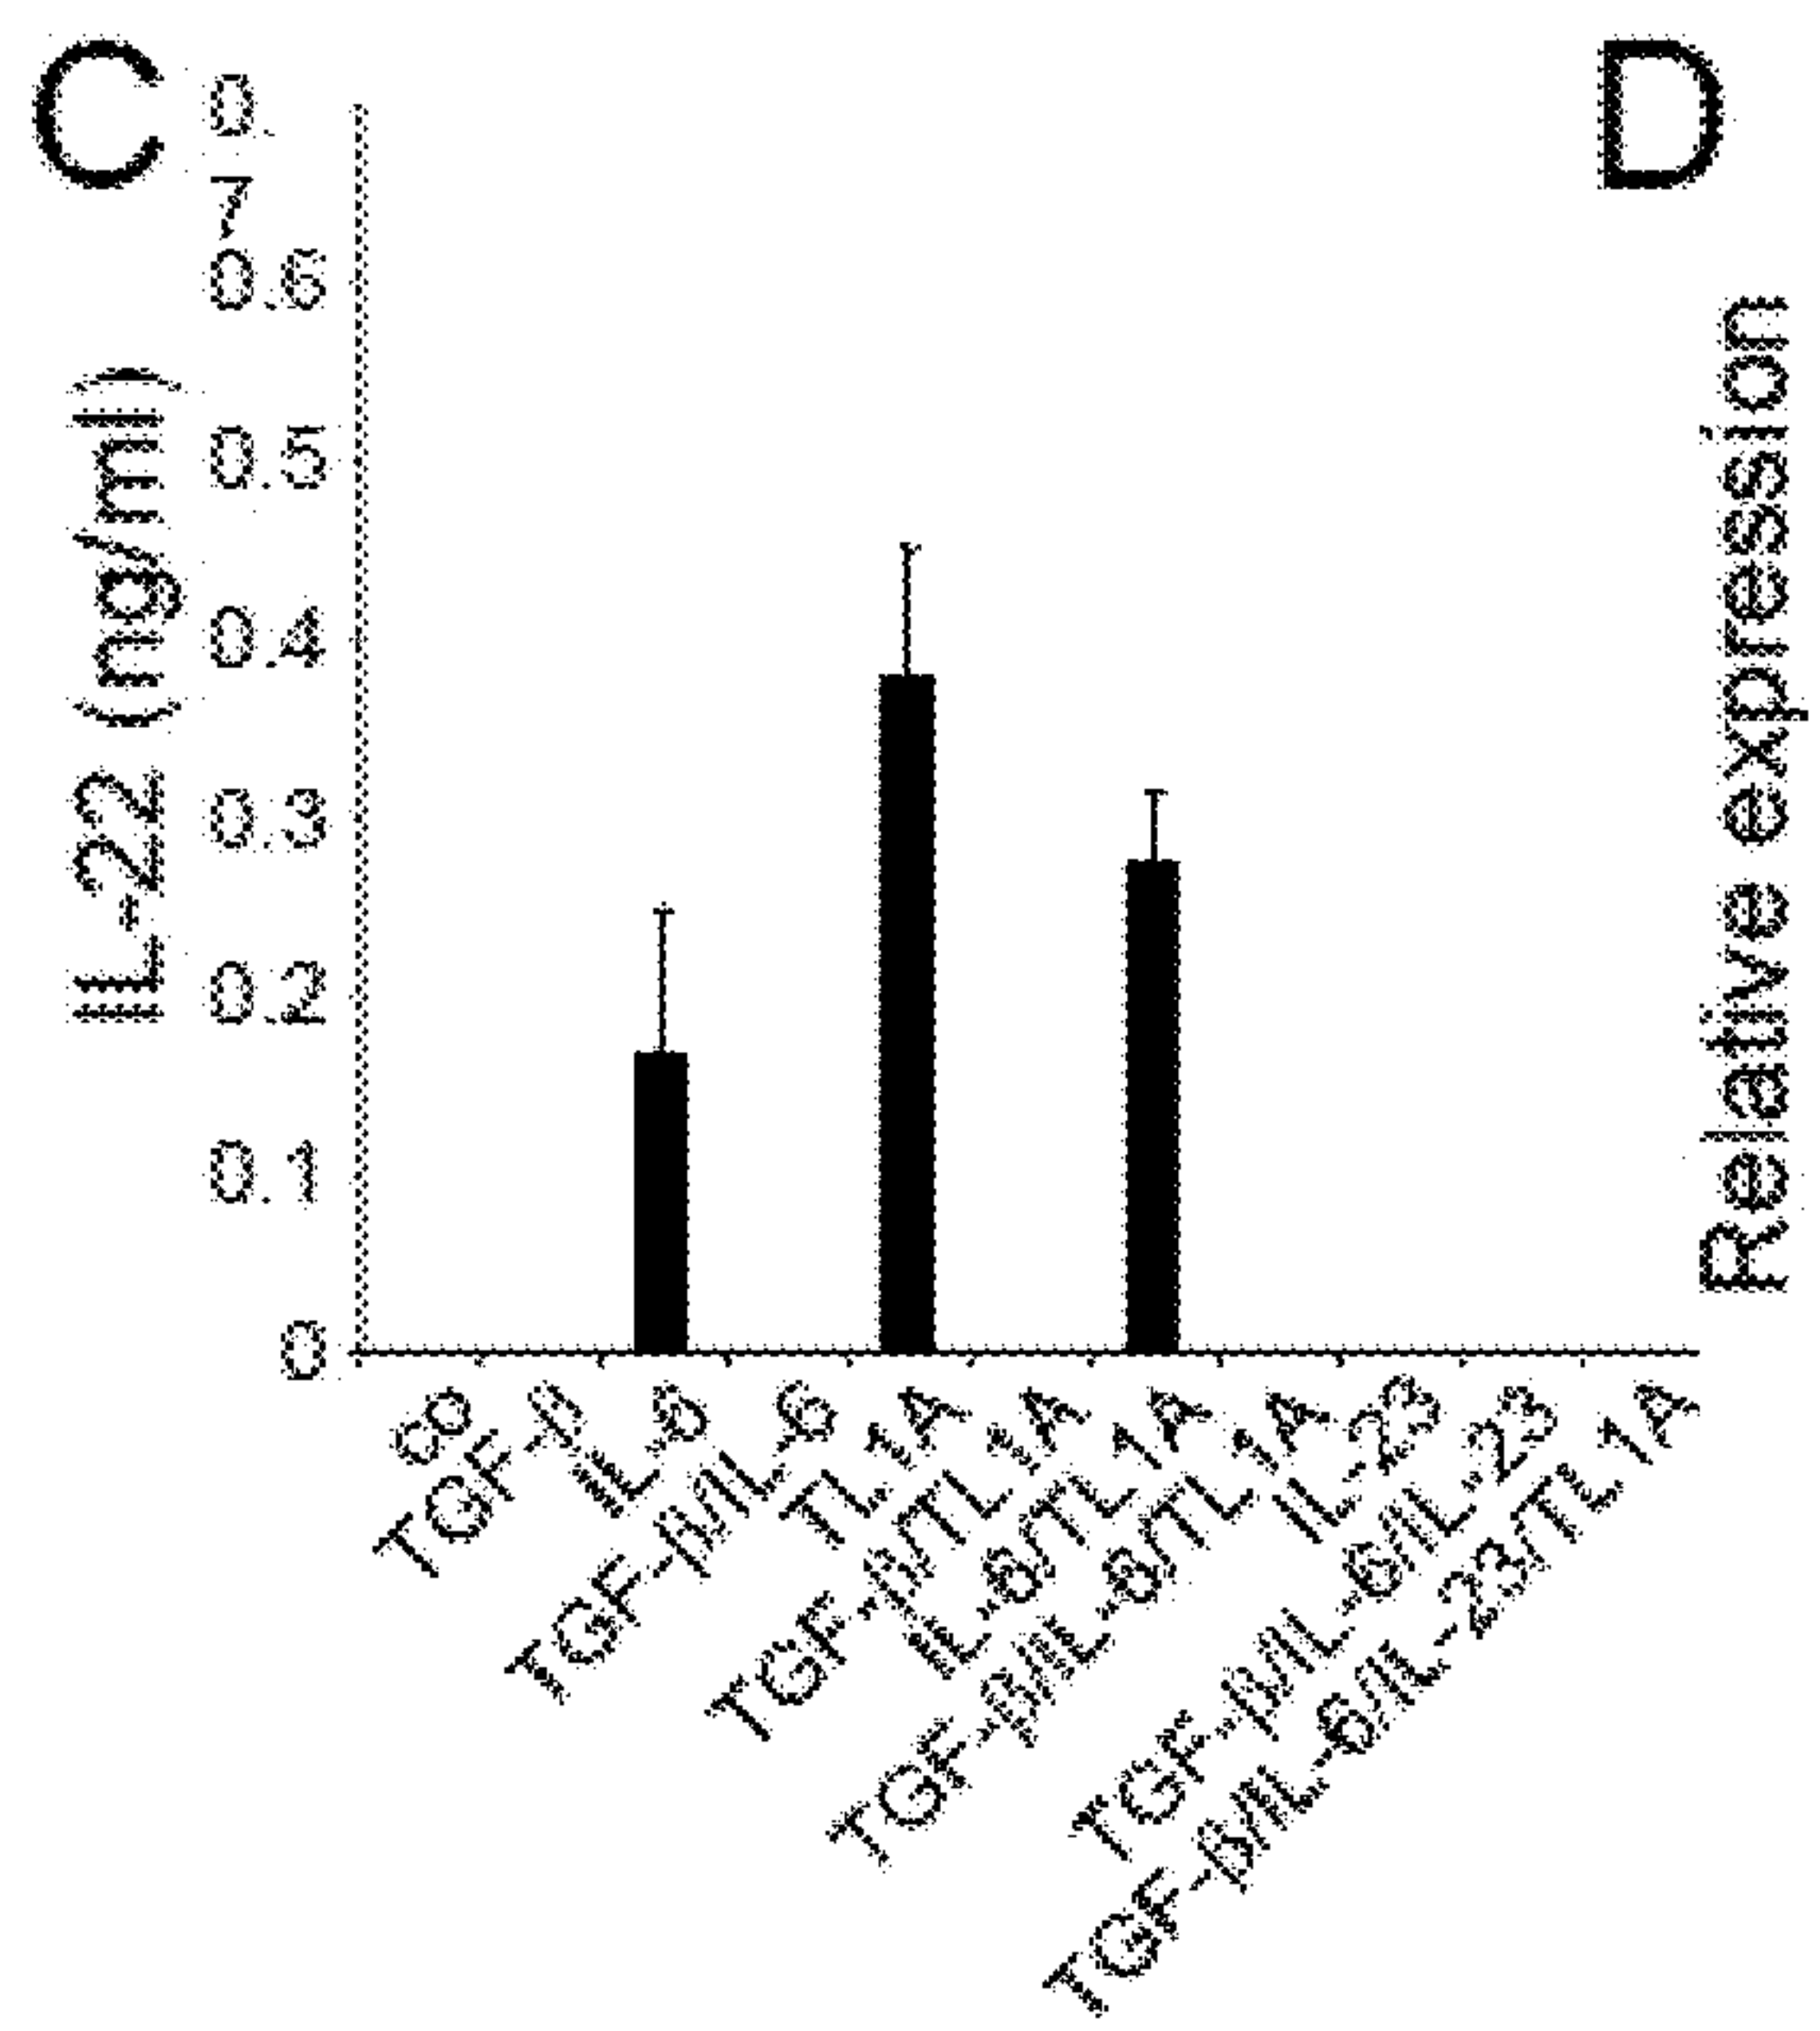 C
D
IL-22 (ng/ml)
0.
7
0.6
0.5
0.4
0.3
0.2
0.1
0
co
TGF-β
IL-6
TGF-β/IL-6
TL1A
TGF-β/TL1A
IL-6/TL1A
TGF-β/IL-6/TL1A
IL-23
TGF-β/IL-6/IL-23
TGF-β/IL-6/IL-23/TL1A
Relative expression